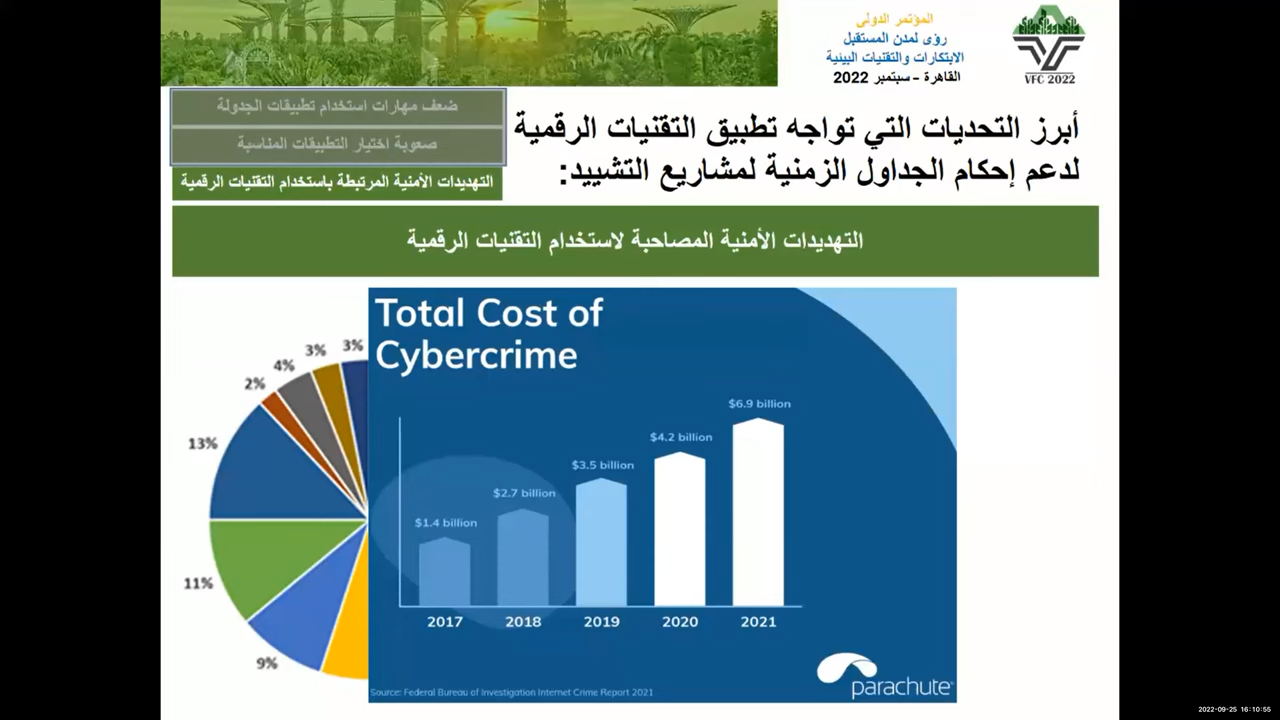 المؤتمر الدولى
رؤى لمدن المستقبل
الابتكارات والتقنيات البيئية
القاهرة – سبتمبر 2022
VFC 2022
أبرز التحديات التي تواجه تطبيق التقنيات الرقمية
لدعم إحكام الجداول الزمنية لمشاريع التشييد:
ضعف مهارات استخدام تطبيقات الجدولة
صعوبة اختيار التطبيقات المناسبة
التهديدات الأمنية المرتبطة باستخدام التقنيات الرقمية
التهديدات الأمنية المصاحبة لاستخدام التقنيات الرقمية
3%
3%
4%
2%
13%
11%
9%
Total Cost of
Cybercrime
$1.4 billion
$2.7 billion
$3.5 billion
$4.2 billion
$6.9 billion
2017 2018 2019 2020 2021
Source: Federal Bureau of Investigation Internet Crime Report 2021
parachute
2022-09-25 16:10:55